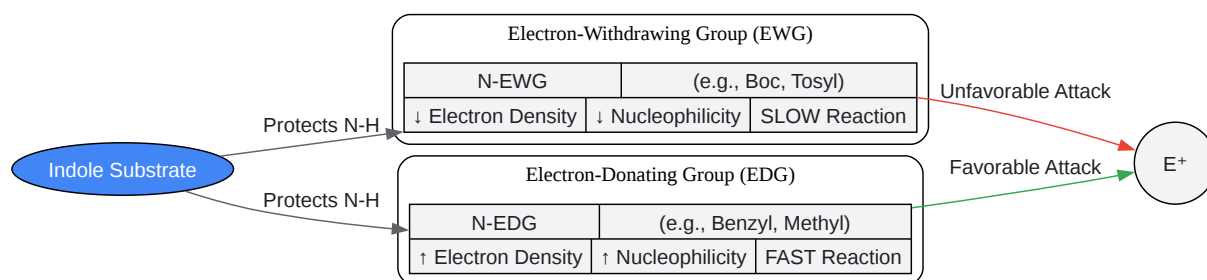 Indole Substrate
Protects N-H
Protects N-H
Electron-Withdrawing Group (EWG)
N-EWG (e.g., Boc, Tosyl)
↓ Electron Density ↓ Nucleophilicity SLOW Reaction
Electron-Donating Group (EDG)
N-EDG (e.g., Benzyl, Methyl)
↑ Electron Density ↑ Nucleophilicity FAST Reaction
Unfavorable Attack
Favorable Attack
E⁺